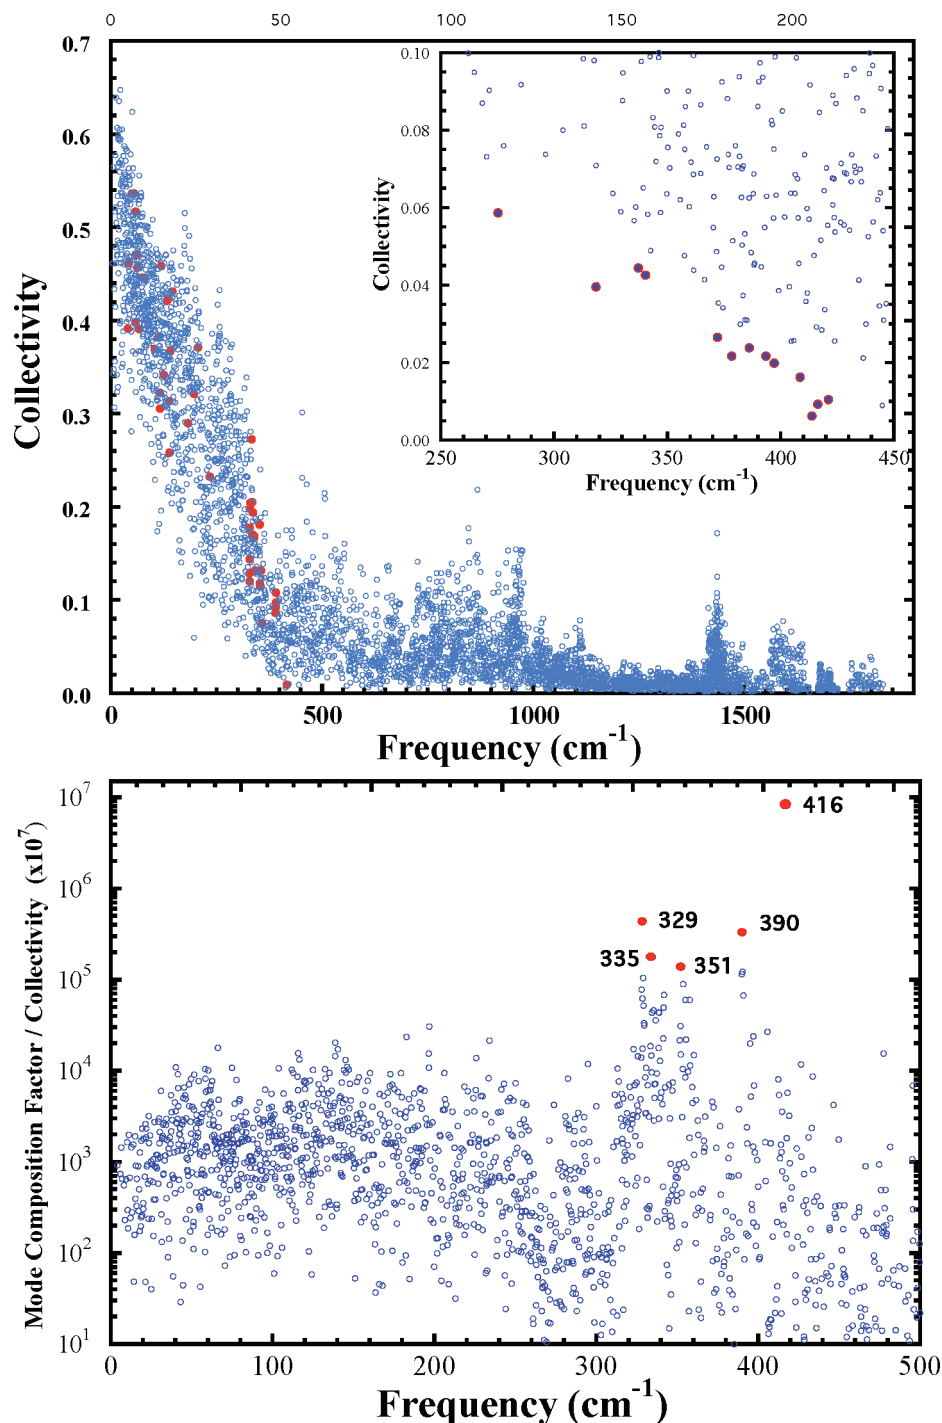 0 50 100 150 200
0.7
0.6
0.5
0.4
0.3
0.2
0.1
0.0
Collectivity
0 500 1000 1500
Frequency (cm⁻¹)
0.10
0.08
0.06
0.04
0.02
0.00
Collectivity
250 300 350 400 450
Frequency (cm⁻¹)
10⁷
10⁶
10⁵
10⁴
10³
10²
10¹
Mode Composition Factor / Collectivity (x10⁷)
416
329
390
335
351
0 100 200 300 400 500
Frequency (cm⁻¹)